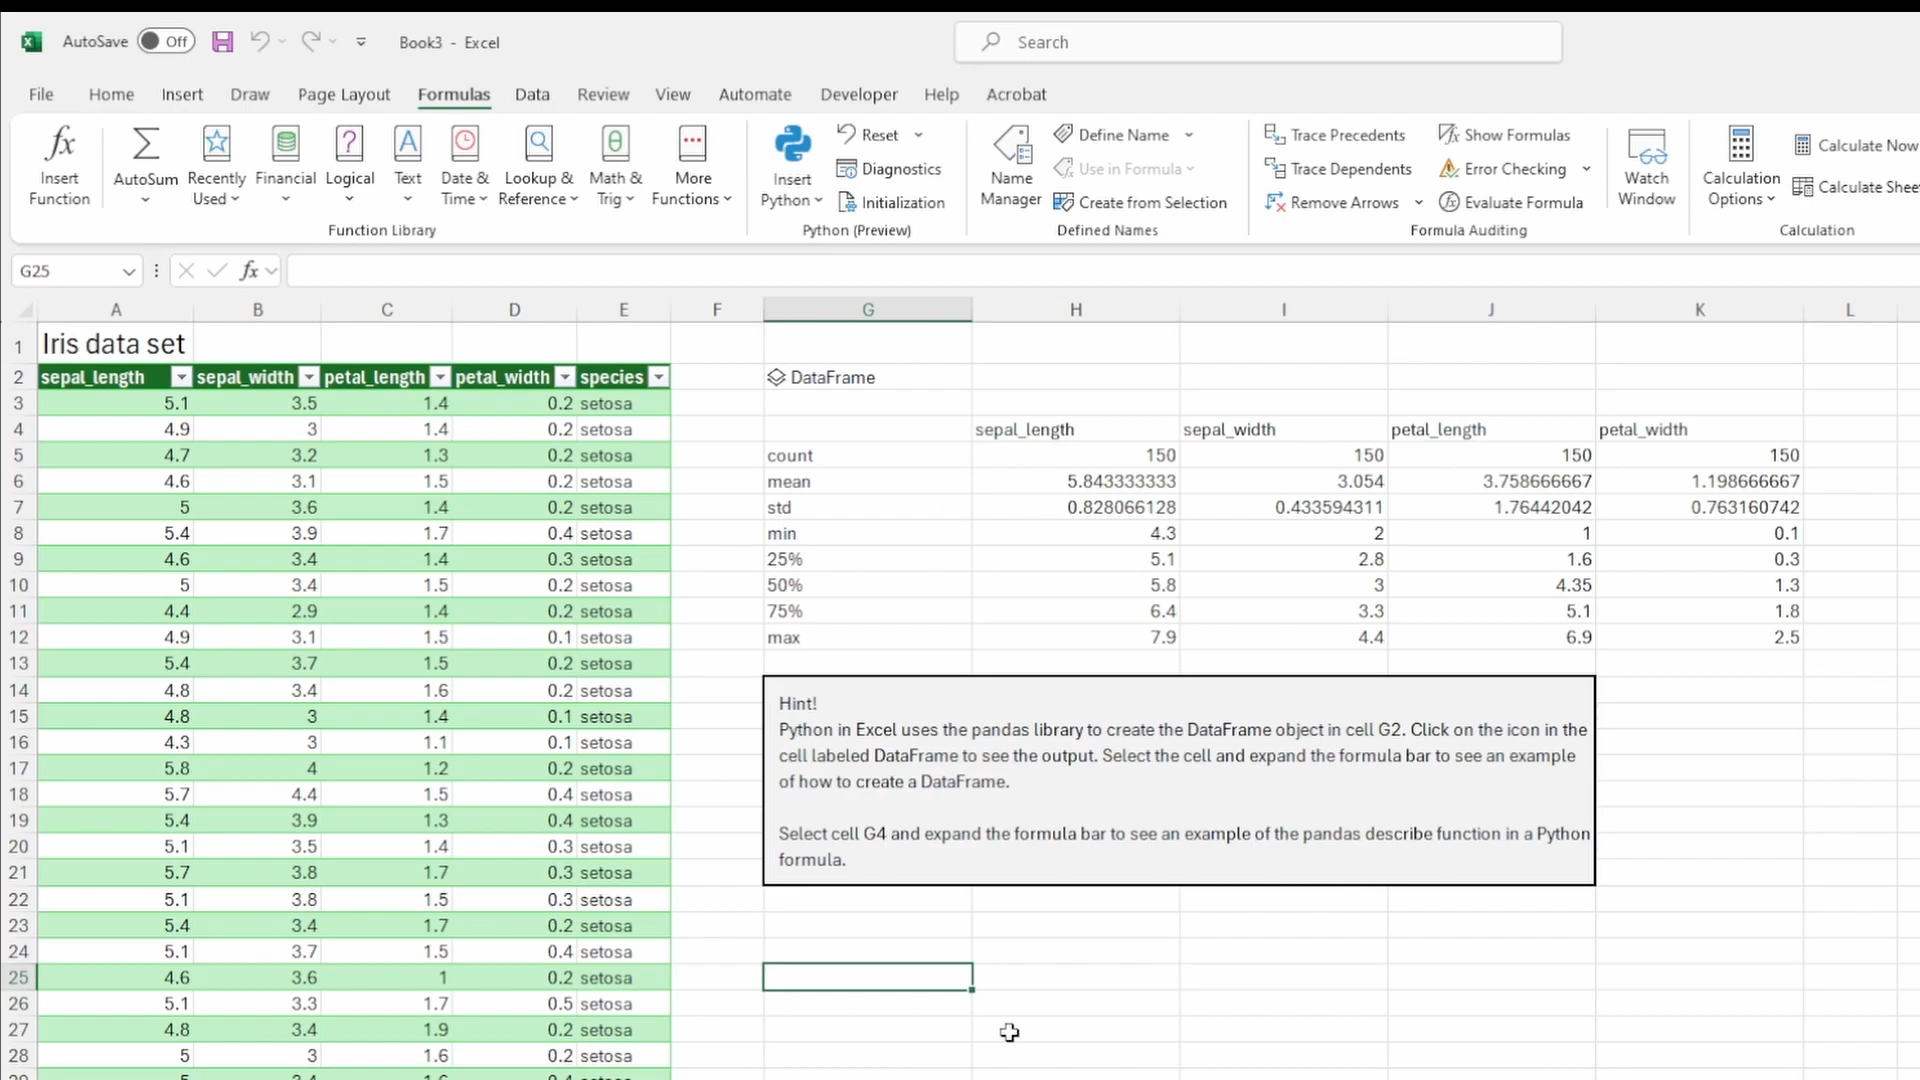 AutoSave Off Book3 - Excel Search
File Home Insert Draw Page Layout Formulas Data Review View Automate Developer Help Acrobat
fx Insert Function
AutoSum
Recently Used
Financial
Logical
Text
Date & Time
Lookup & Reference
Math & Trig
More Functions
Function Library
Insert Python
Reset
Diagnostics
Initialization
Python (Preview)
Name Manager
Define Name
Use in Formula
Create from Selection
Defined Names
Trace Precedents
Trace Dependents
Remove Arrows
Show Formulas
Error Checking
Evaluate Formula
Formula Auditing
Watch Window
Calculation Options
Calculate Now
Calculate Shee
Calculation
G25 fx
A B C D E F G H I J K L
1 Iris data set
2 sepal_length sepal_width petal_length petal_width species DataFrame
3 5.1 3.5 1.4 0.2 setosa
4 4.9 3 1.4 0.2 setosa sepal_length sepal_width petal_length petal_width
5 4.7 3.2 1.3 0.2 setosa count 150 150 150 150
6 4.6 3.1 1.5 0.2 setosa mean 5.843333333 3.054 3.758666667 1.198666667
7 5 3.6 1.4 0.2 setosa std 0.828066128 0.433594311 1.76442042 0.763160742
8 5.4 3.9 1.7 0.4 setosa min 4.3 2 1 0.1
9 4.6 3.4 1.4 0.3 setosa 25% 5.1 2.8 1.6 0.3
10 5 3.4 1.5 0.2 setosa 50% 5.8 3 4.35 1.3
11 4.4 2.9 1.4 0.2 setosa 75% 6.4 3.3 5.1 1.8
12 4.9 3.1 1.5 0.1 setosa max 7.9 4.4 6.9 2.5
13 5.4 3.7 1.5 0.2 setosa
14 4.8 3.4 1.6 0.2 setosa
15 4.8 3 1.4 0.1 setosa
16 4.3 3 1.1 0.1 setosa
17 5.8 4 1.2 0.2 setosa
18 5.7 4.4 1.5 0.4 setosa
19 5.4 3.9 1.3 0.4 setosa
20 5.1 3.5 1.4 0.3 setosa
21 5.7 3.8 1.7 0.3 setosa
22 5.1 3.8 1.5 0.3 setosa
23 5.4 3.4 1.7 0.2 setosa
24 5.1 3.7 1.5 0.4 setosa
25 4.6 3.6 1 0.2 setosa
26 5.1 3.3 1.7 0.5 setosa
27 4.8 3.4 1.9 0.2 setosa
28 5 3 1.6 0.2 setosa
Hint!
Python in Excel uses the pandas library to create the DataFrame object in cell G2. Click on the icon in the
cell labeled DataFrame to see the output. Select the cell and expand the formula bar to see an example
of how to create a DataFrame.
Select cell G4 and expand the formula bar to see an example of the pandas describe function in a Python
formula.